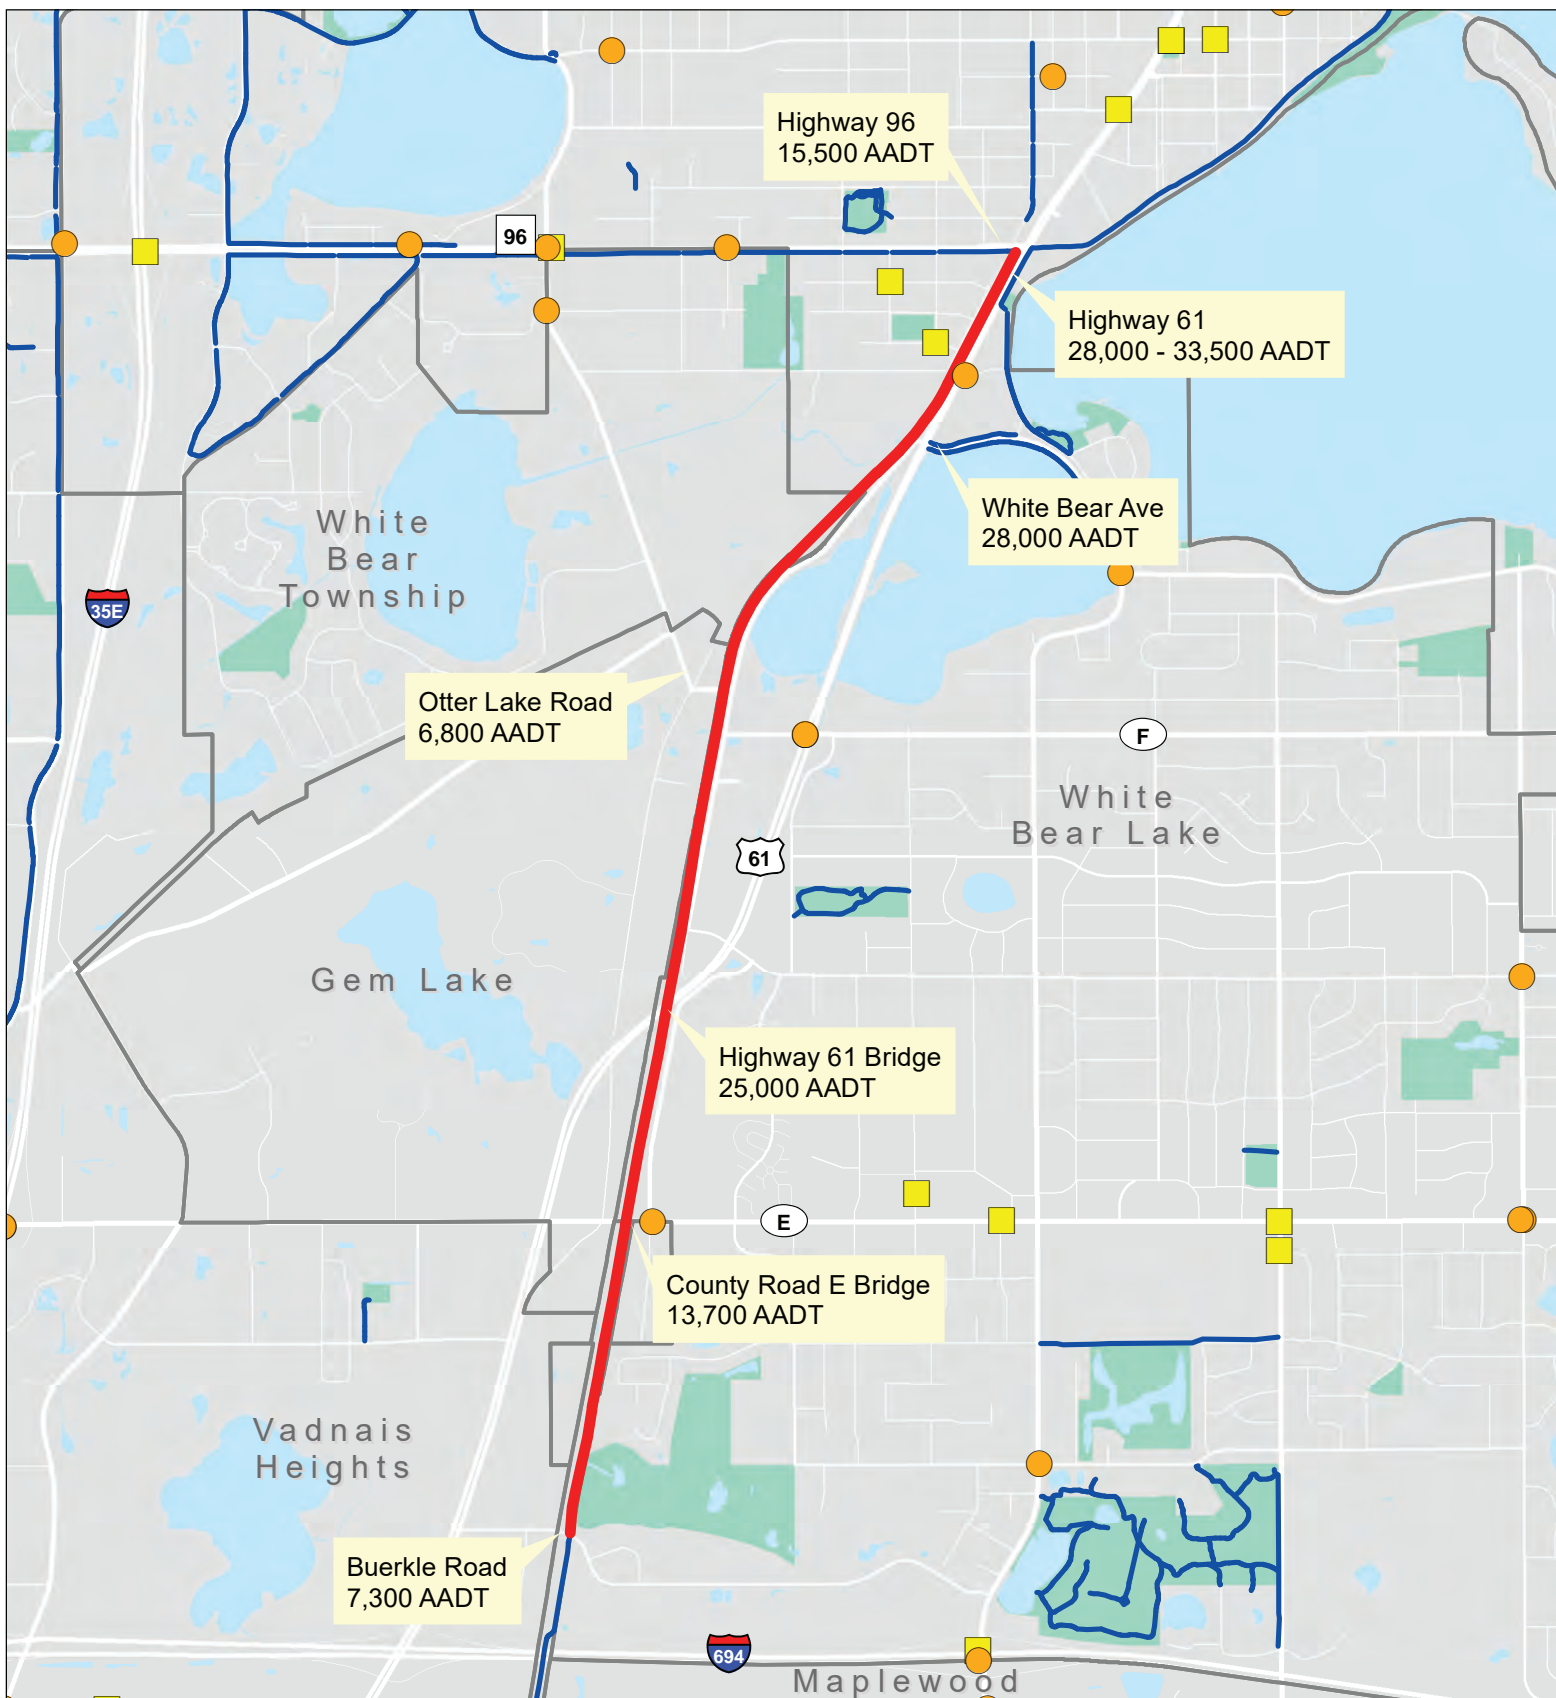 Highway 96
15,500 AADT
96
Highway 61
28,000 - 33,500 AADT
White Bear Ave
28,000 AADT
White
Bear
Township
35E
Otter Lake Road
6,800 AADT
F
White
Bear Lake
61
Gem Lake
Highway 61 Bridge
25,000 AADT
E
County Road E Bridge
13,700 AADT
Vadnais
Heights
Buerkle Road
7,300 AADT
694
Maplewood